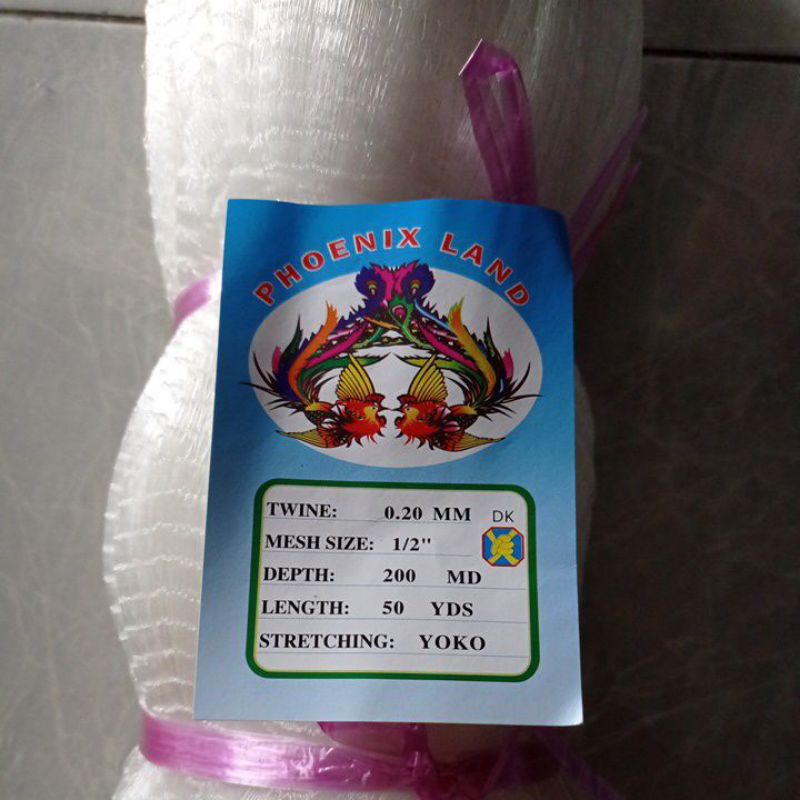 PHOENIX LAND
TWINE: 0.20 MM
DK
MESH SIZE: 1/2"
DEPTH: 200 MD
LENGTH: 50 YDS
STRETCHING: YOKO